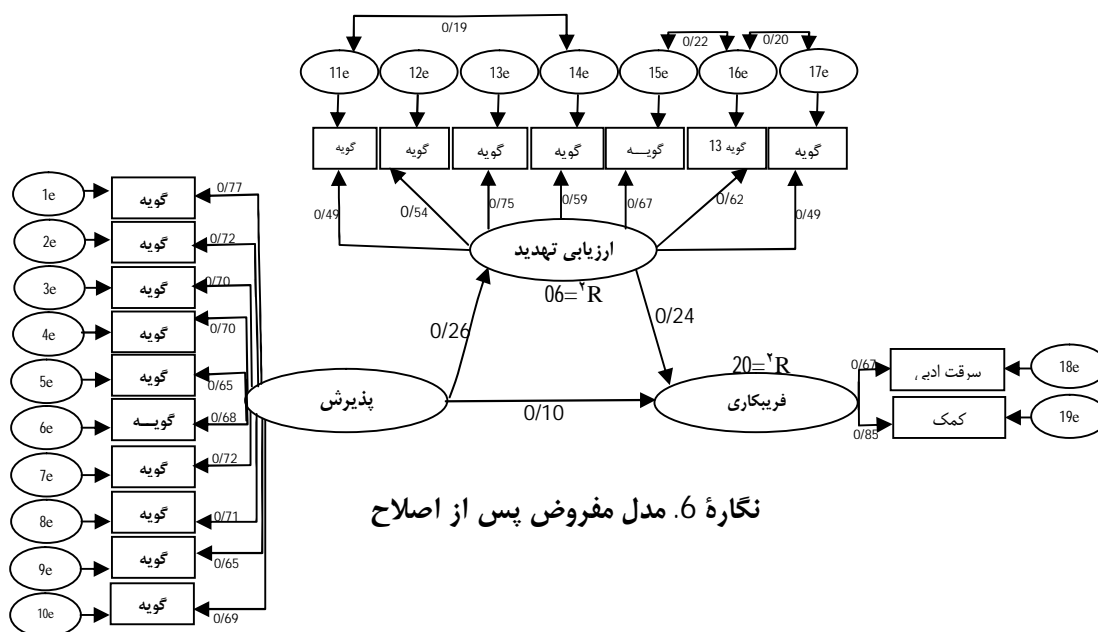 0/19
0/22
0/20
11e
12e
13e
14e
15e
16e
17e
گویه
گویه
گویه
گویه
گویـــه
گویه 13
گویه
0/49
0/54
0/75
0/59
0/67
0/62
0/49
ارزیابی تهدید
06=²R
1e
گویه
0/77
2e
گویه
0/72
3e
گویه
0/70
4e
گویه
0/70
5e
گویه
0/65
6e
گویـــه
0/68
7e
گویه
0/72
8e
گویه
0/71
9e
گویه
0/65
10e
گویه
0/69
پذیرش
0/26
0/24
0/10
20=²R
فریبکاری
0/67
سرقت ادبی
18e
0/85
کمک
19e
نگارۀ 6. مدل مفروض پس از اصلاح